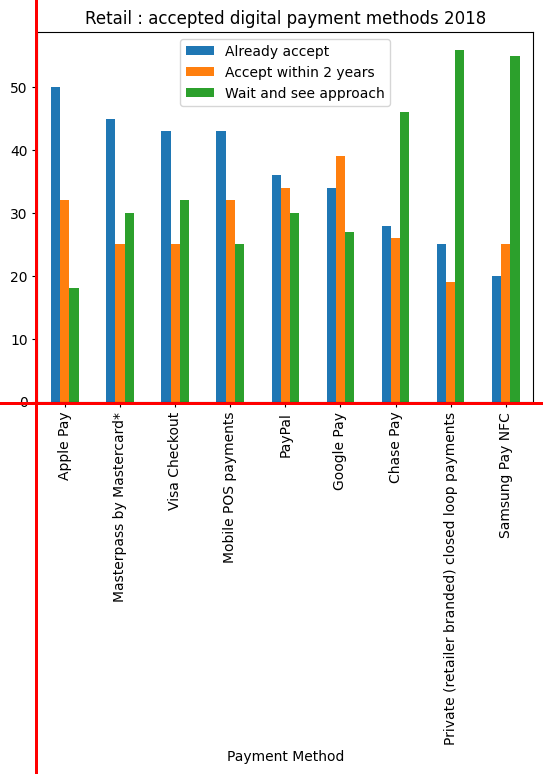 Retail : accepted digital payment methods 2018
Already accept
Accept within 2 years
Wait and see approach
50
40
30
20
10
0
Apple Pay
Masterpass by Mastercard*
Visa Checkout
Mobile POS payments
PayPal
Google Pay
Chase Pay
Private (retailer branded) closed loop payments
Samsung Pay NFC
Payment Method